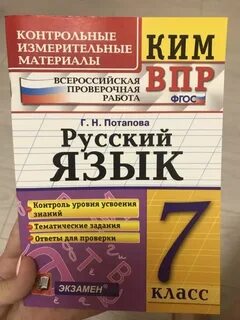 КОНТРОЛЬНЫЕ
ИЗМЕРИТЕЛЬНЫЕ
МАТЕРИАЛЫ
КИМ
ВСЕРОССИЙСКАЯ
ПРОВЕРОЧНАЯ
РАБОТА
ВПР
ФГОС
Г. Н. Потапова
Русский
ЯЗЫК
Контроль уровня усвоения
знаний
Тематические задания
Ответы для проверки
7
КЛАСС
ЭКЗАМЕН